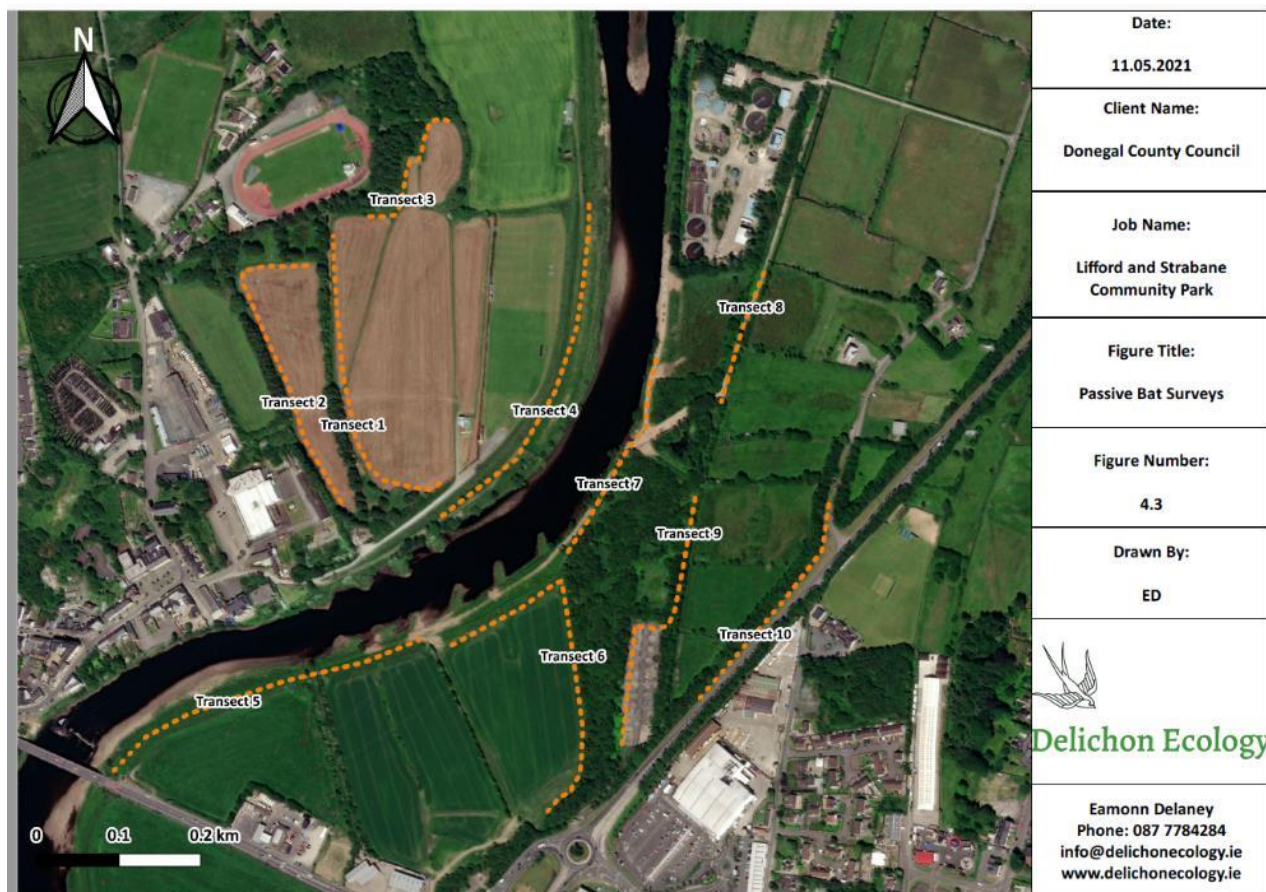 N
Transect 3
Transect 8
Transect 2
Transect 4
Transect 1
Transect 7
Transect 9
Transect 6
Transect 10
Transect 5
0 0.1 0.2 km
Date:
11.05.2021
Client Name:
Donegal County Council
Job Name:
Lifford and Strabane
Community Park
Figure Title:
Passive Bat Surveys
Figure Number:
4.3
Drawn By:
ED
Delichon Ecology
Eamonn Delaney
Phone: 087 7784284
info@delichonecology.ie
www.delichonecology.ie